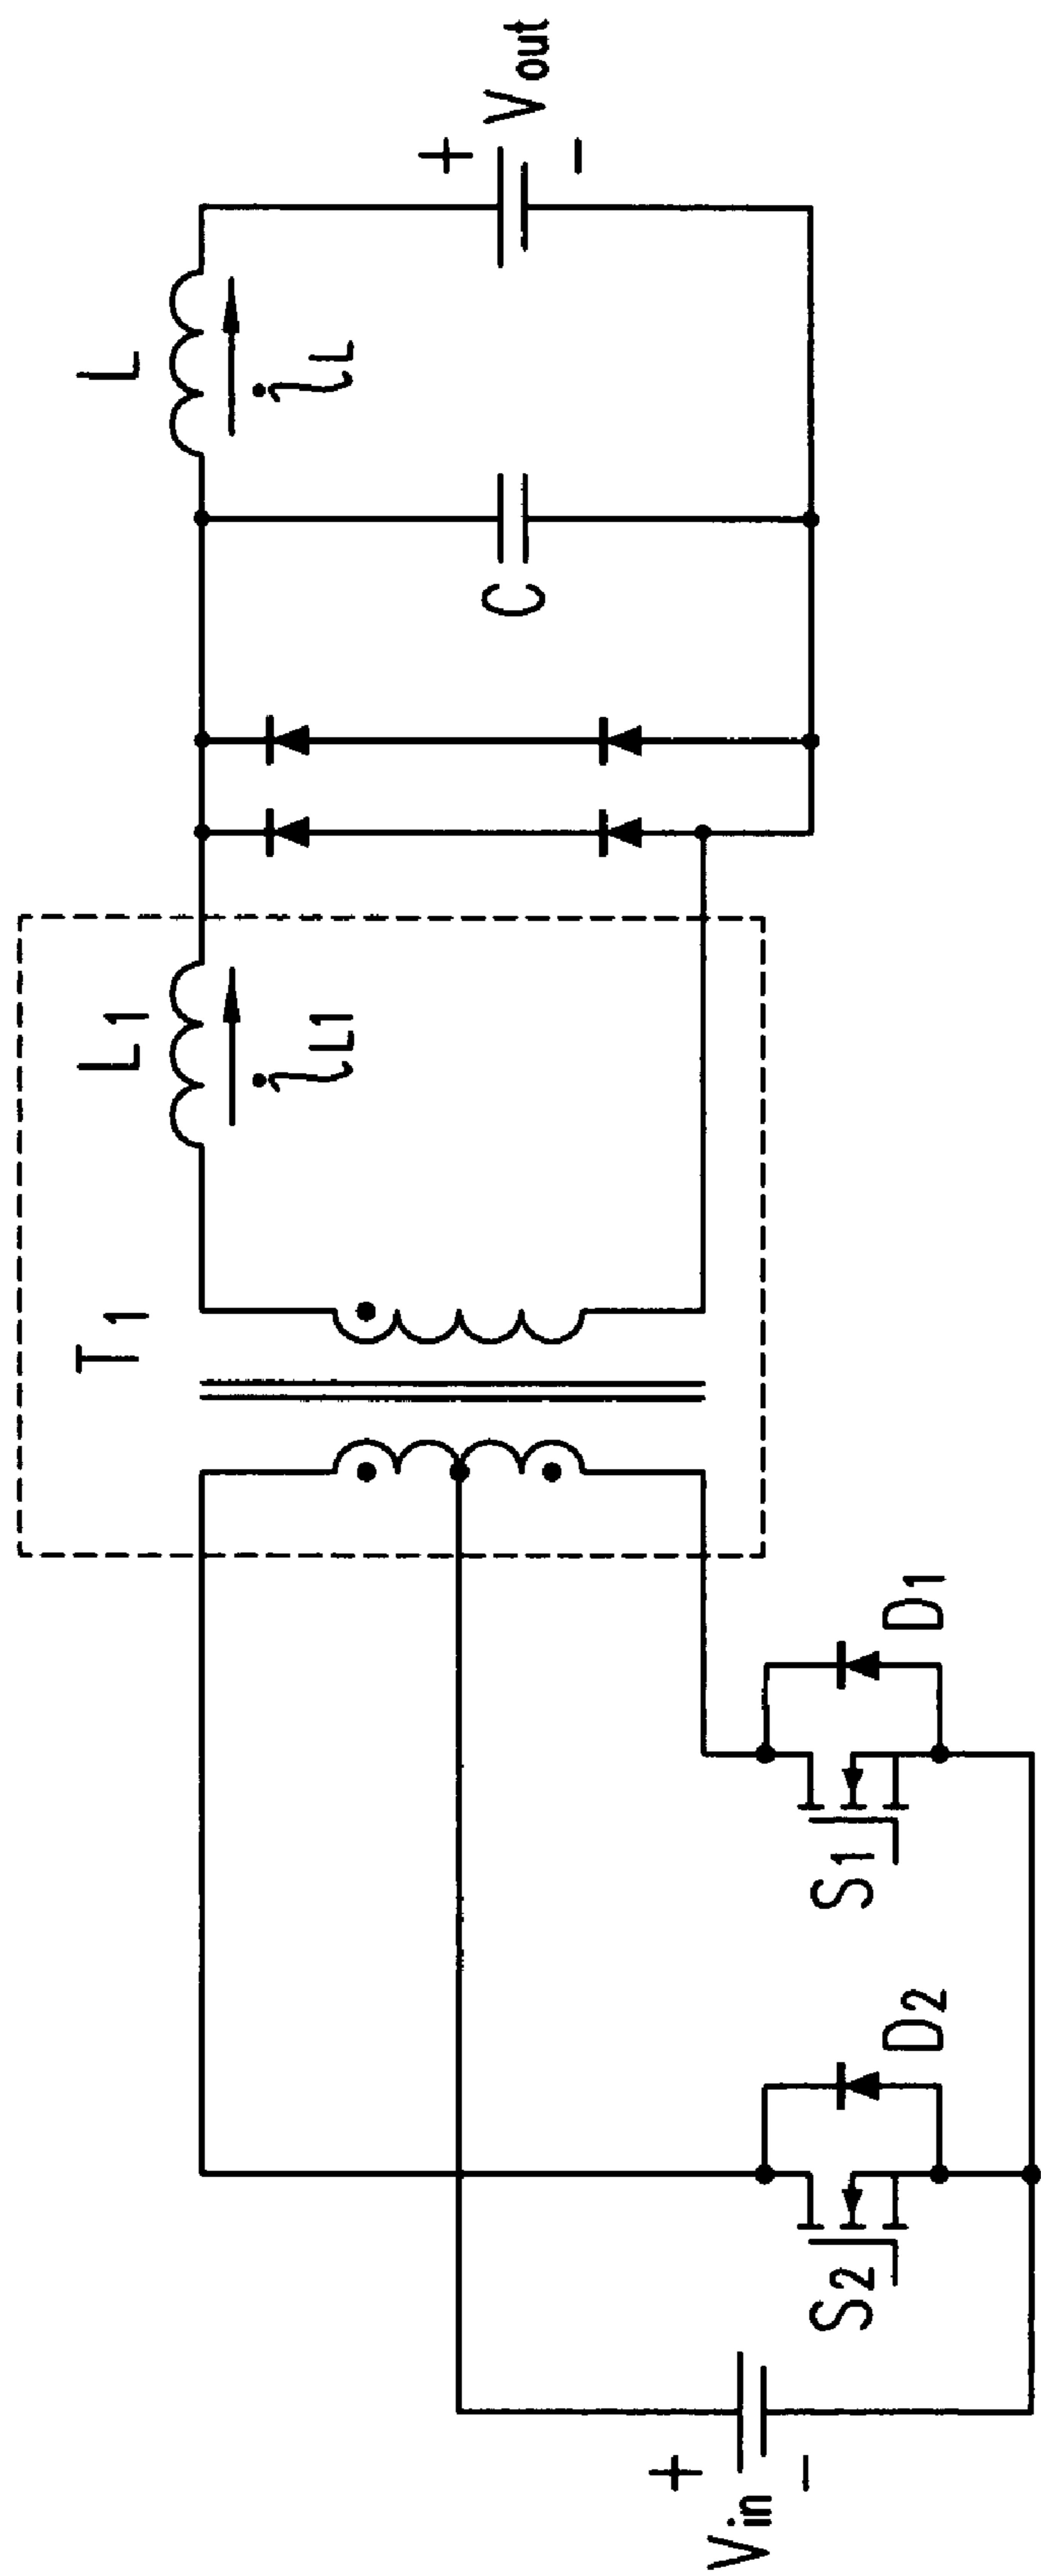 V_in
+
−
S_2
D_2
S_1
D_1
T_1
L_1
i_L1
C
L
i_L
+
−
V_out